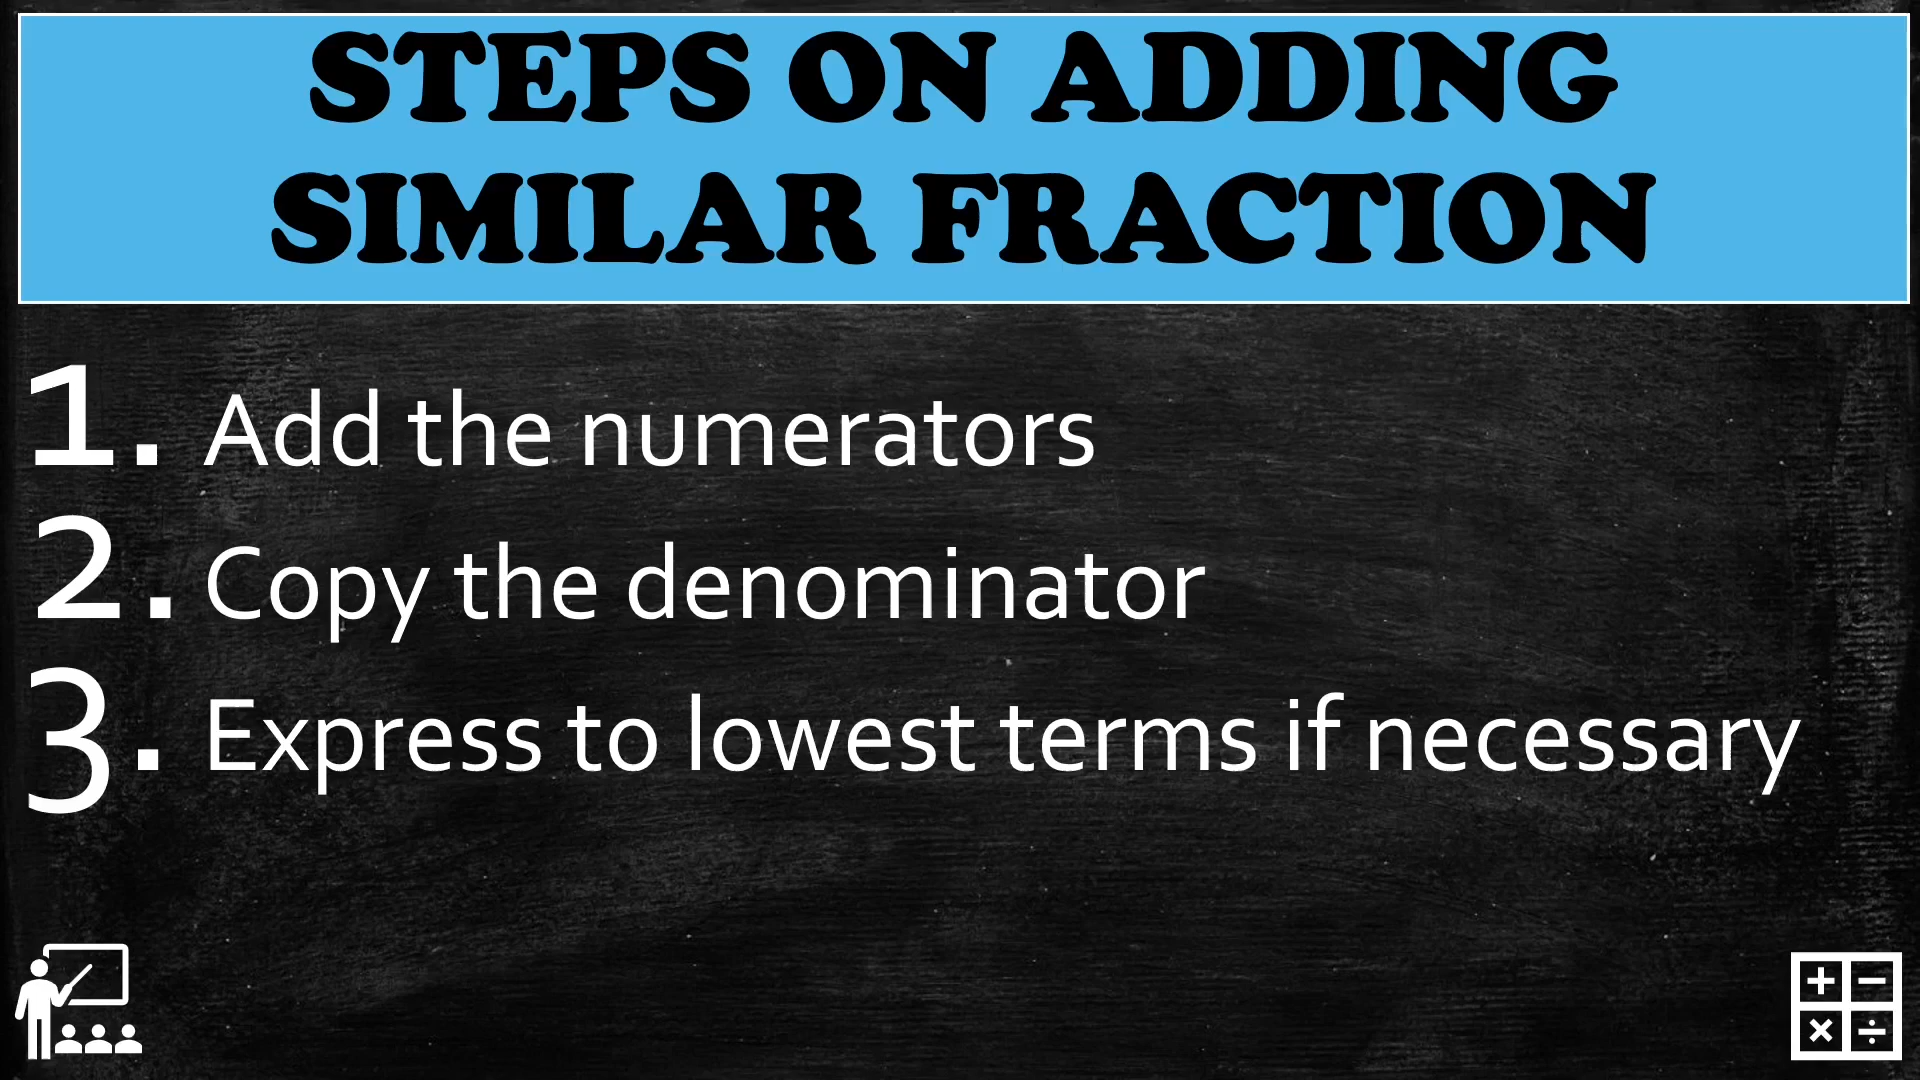 STEPS ON ADDING
SIMILAR FRACTION
1. Add the numerators
2. Copy the denominator
3. Express to lowest terms if necessary
+ −
× ÷